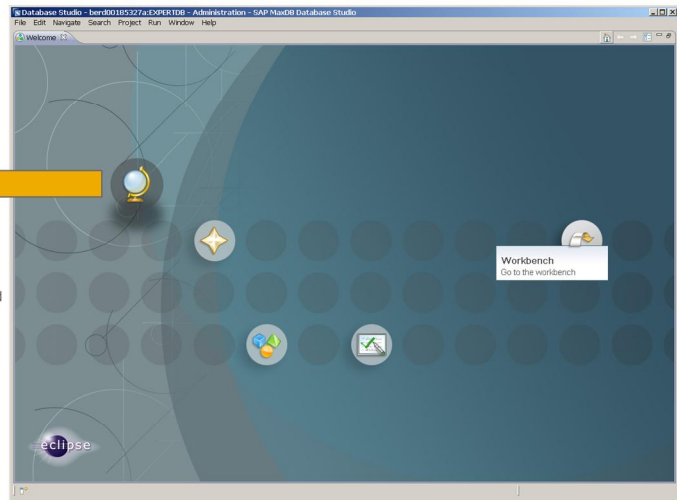 Database Studio - berd00185327a:EXPERTDB - Administration - SAP MaxDB Database Studio
File Edit Navigate Search Project Run Window Help
Welcome
Workbench
Go to the workbench
eclipse